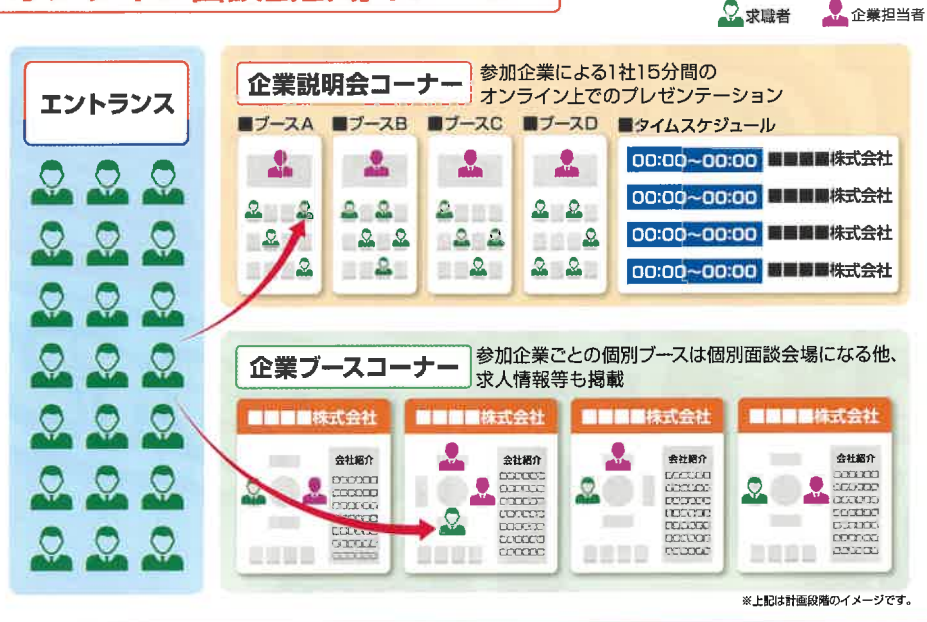 求職者
企業担当者
エントランス
企業説明会コーナー
参加企業による1社15分間の
オンライン上でのプレゼンテーション
■ブースA
■ブースB
■ブースC
■ブースD
■タイムスケジュール
00:00~00:00 ■■■■株式会社
00:00~00:00 ■■■■株式会社
00:00~00:00 ■■■■株式会社
00:00~00:00 ■■■■株式会社
企業ブースコーナー
参加企業ごとの個別ブースは個別面談会場になる他、
求人情報等も掲載
■■■■株式会社
会社紹介
■■■■株式会社
会社紹介
■■■■株式会社
会社紹介
■■■■株式会社
会社紹介
※上記は計画段階のイメージです。